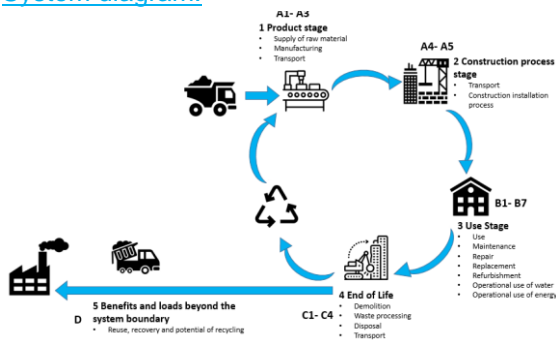 System diagram:
A1- A3
1 Product stage
• Supply of raw material
• Manufacturing
• Transport
A4- A5
2 Construction process
stage
• Transport
• Construction installation
process
B1- B7
3 Use Stage
• Use
• Maintenance
• Repair
• Replacement
• Refurbishment
• Operational use of water
• Operational use of energy
4 End of Life
• Demolition
C1- C4
• Waste processing
• Disposal
• Transport
5 Benefits and loads beyond the
D
system boundary
• Reuse, recovery and potential of recycling